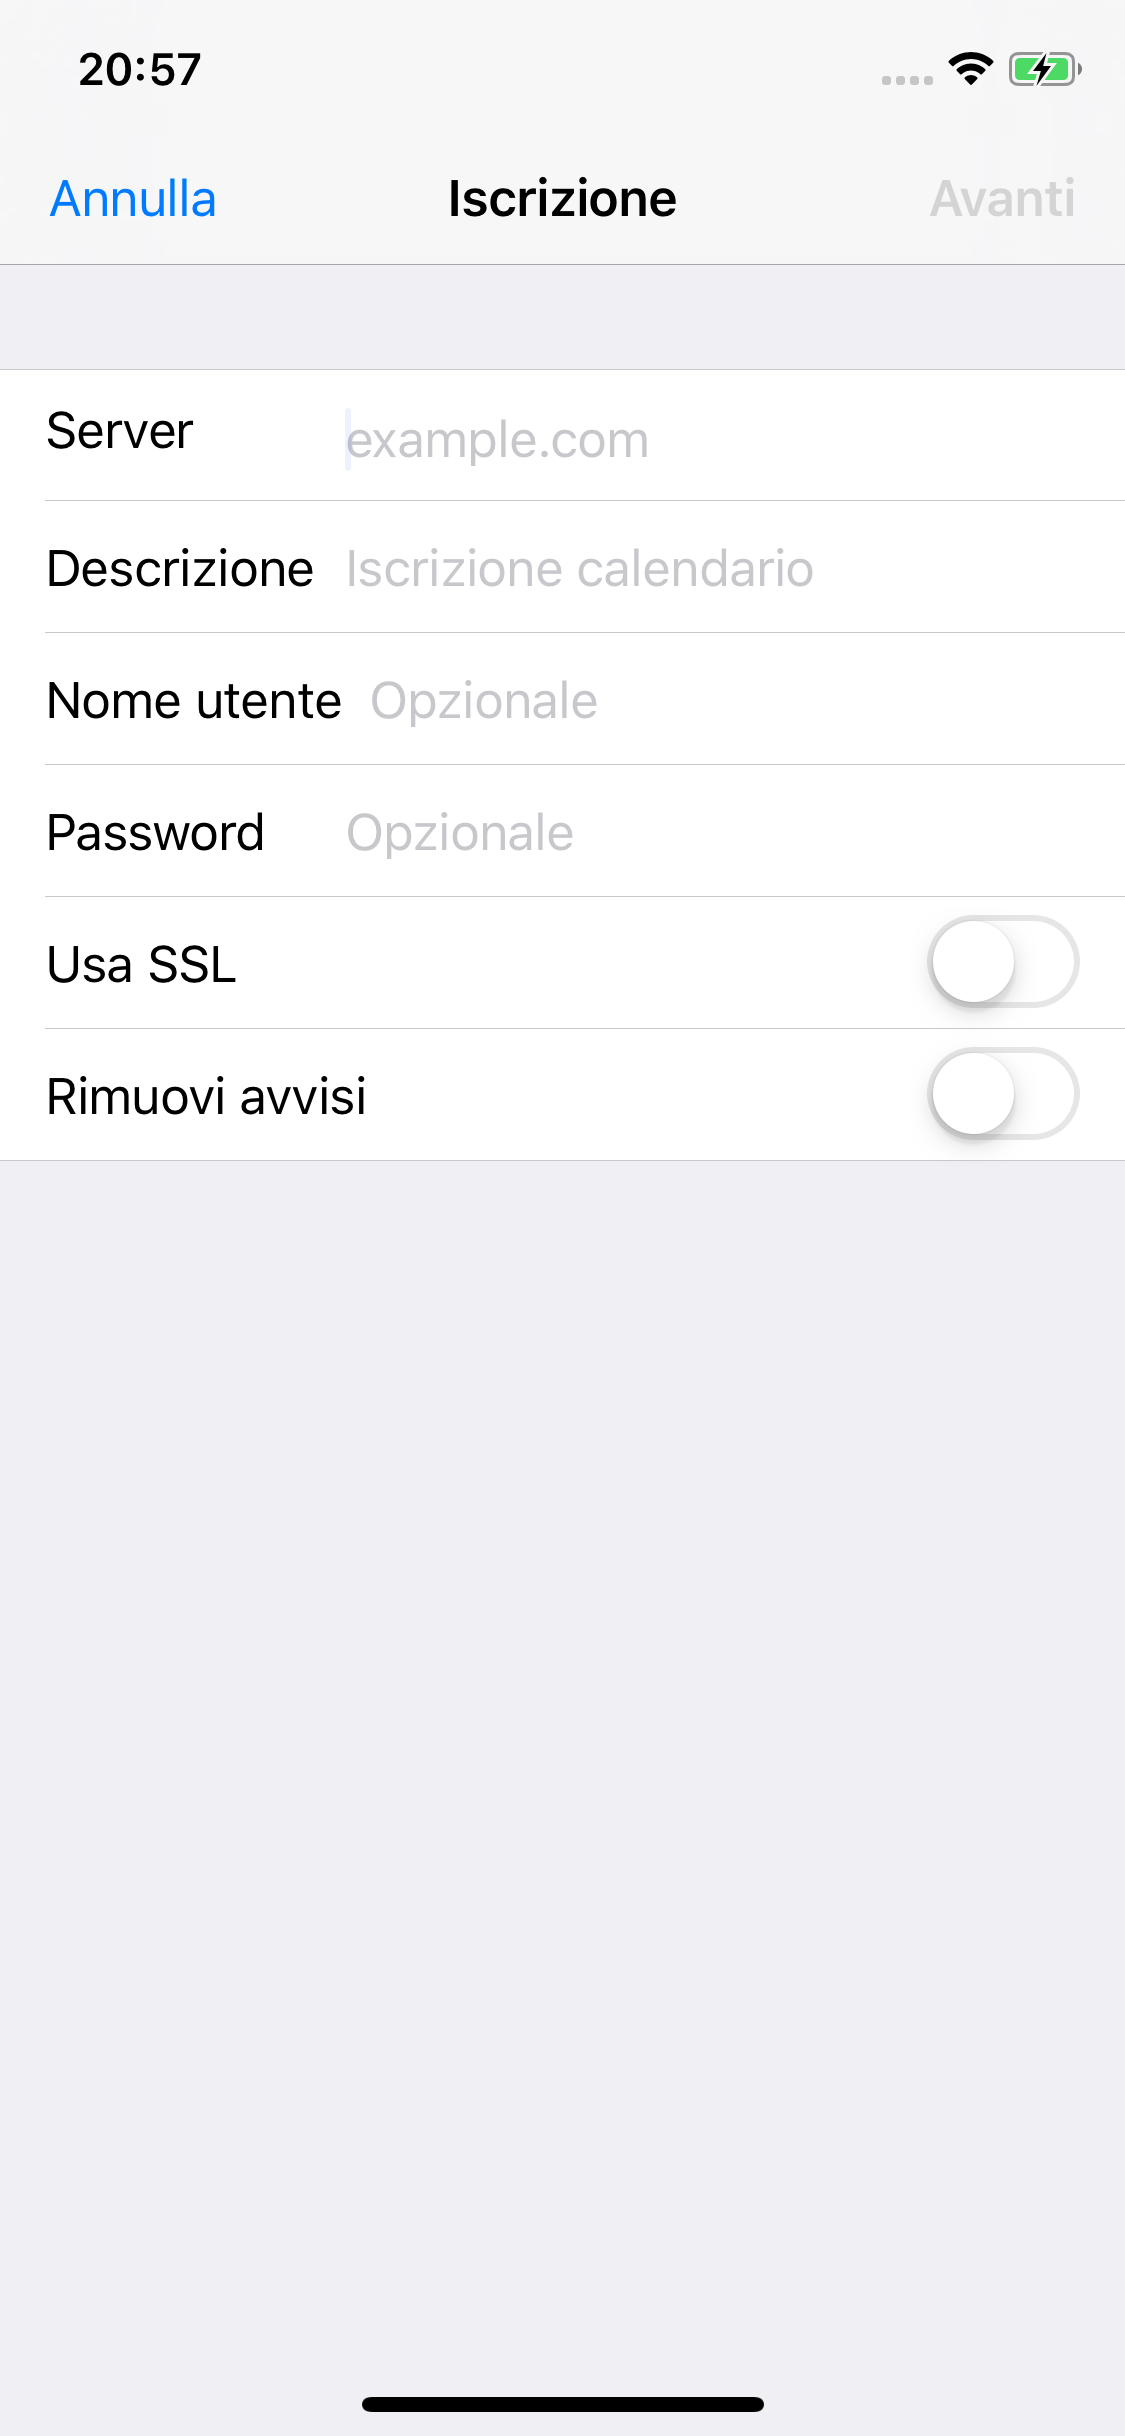 20:57
Annulla Iscrizione Avanti
Server example.com
Descrizione Iscrizione calendario
Nome utente Opzionale
Password Opzionale
Usa SSL
Rimuovi avvisi